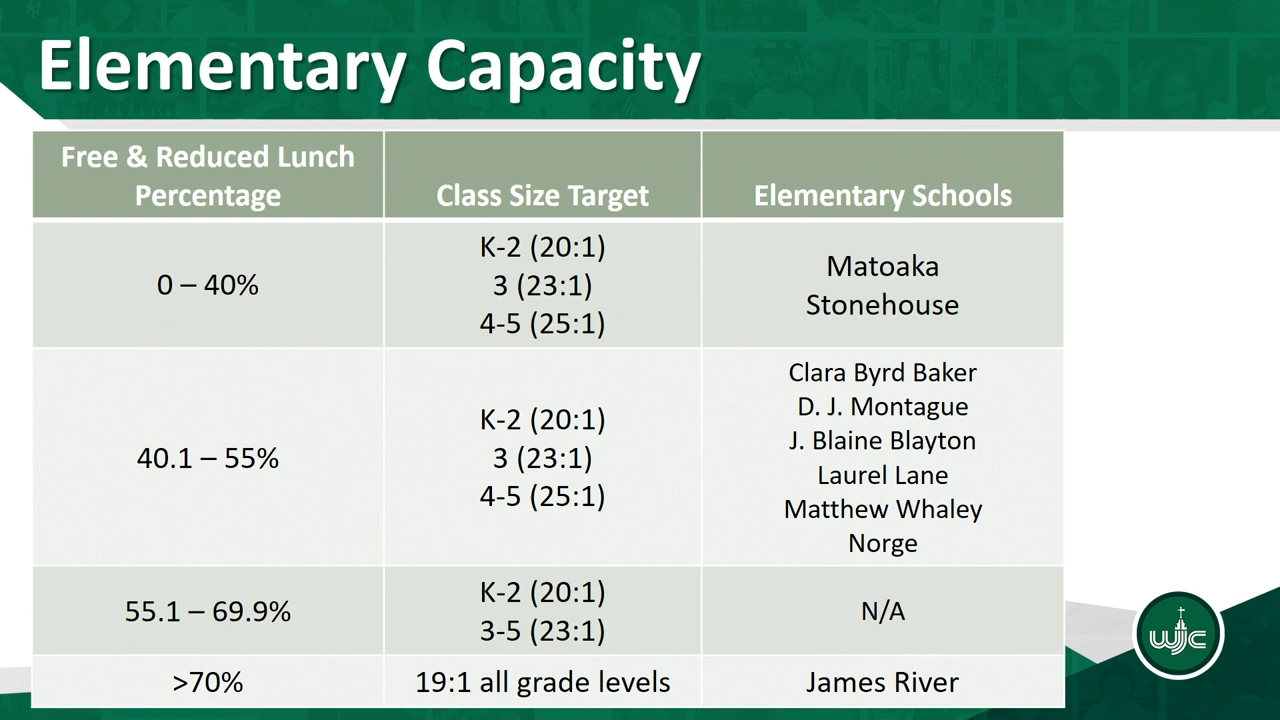 Elementary Capacity
Free & Reduced Lunch
Percentage
Class Size Target
Elementary Schools
0 – 40%
K-2 (20:1)
3 (23:1)
4-5 (25:1)
Matoaka
Stonehouse
40.1 – 55%
K-2 (20:1)
3 (23:1)
4-5 (25:1)
Clara Byrd Baker
D. J. Montague
J. Blaine Blayton
Laurel Lane
Matthew Whaley
Norge
55.1 – 69.9%
K-2 (20:1)
3-5 (23:1)
N/A
>70%
19:1 all grade levels
James River
wjc